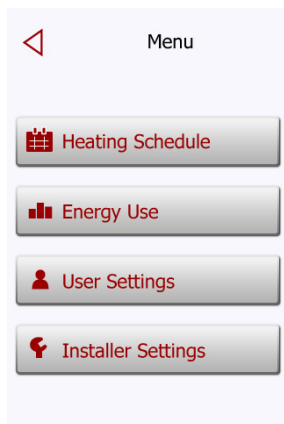 Menu
Heating Schedule
Energy Use
User Settings
Installer Settings